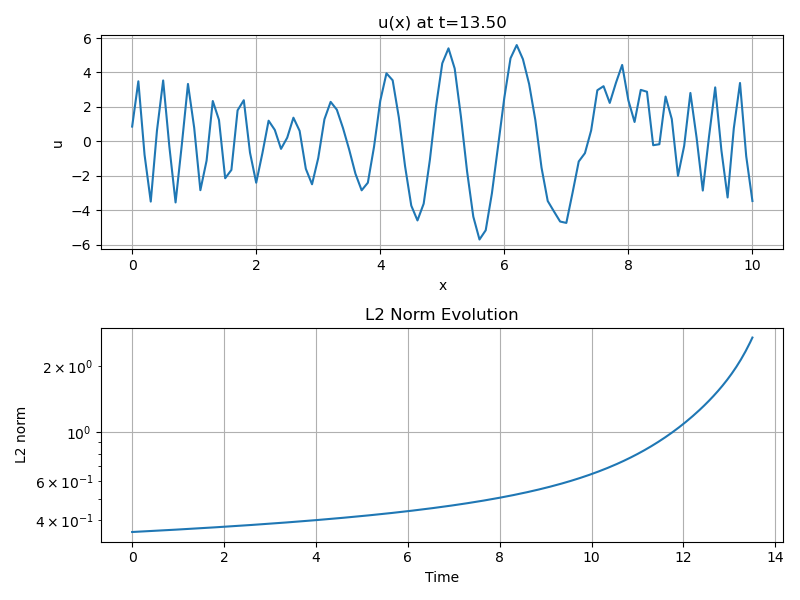 u(x) at t=13.50
6
4
2
0
−2
−4
−6
u
0 2 4 6 8 10
x
L2 Norm Evolution
2 × 10⁰
10⁰
6 × 10⁻¹
4 × 10⁻¹
L2 norm
0 2 4 6 8 10 12 14
Time